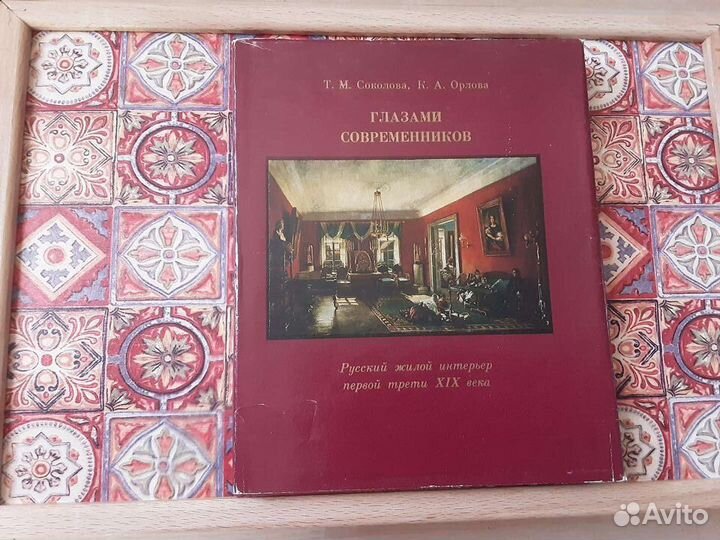 Т. М. Соколова, К. А. Орлова
ГЛАЗАМИ
СОВРЕМЕННИКОВ
Русский жилой интерьер
первой трети XIX века
Avito